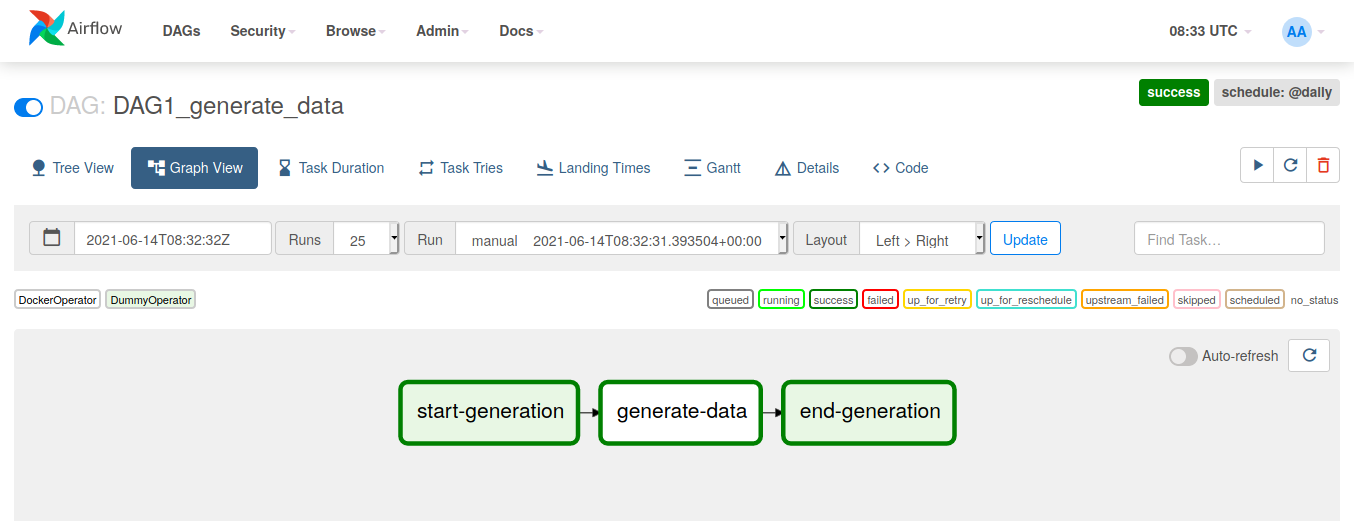 Airflow DAGs Security Browse Admin Docs 08:33 UTC AA
DAG: DAG1_generate_data success schedule: @daily
Tree View Graph View Task Duration Task Tries Landing Times Gantt Details Code
2021-06-14T08:32:32Z Runs 25 Run manual__2021-06-14T08:32:31.393504+00:00 Layout Left > Right Update Find Task…
DockerOperator DummyOperator queued running success failed up_for_retry up_for_reschedule upstream_failed skipped scheduled no_status
Auto-refresh
start-generation generate-data end-generation